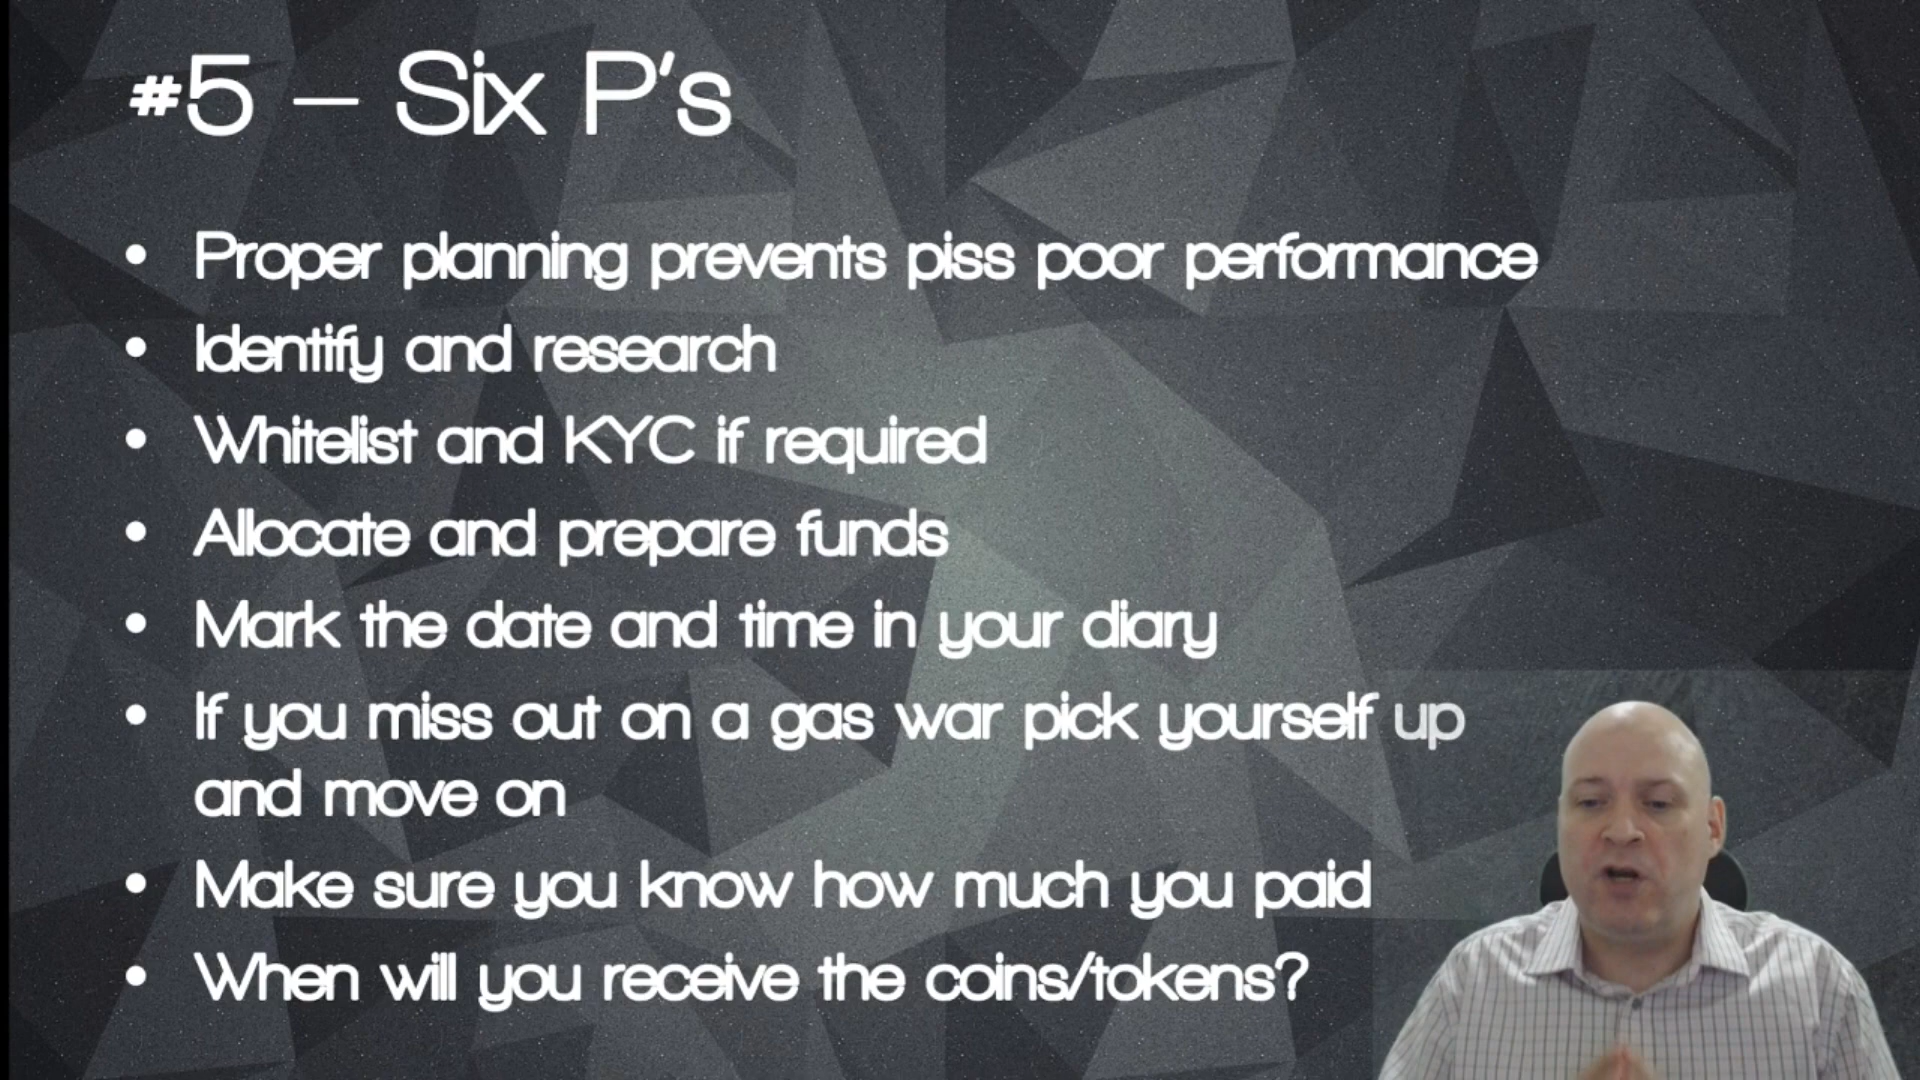 #5 – Six P's
• Proper planning prevents piss poor performance
• Identify and research
• Whitelist and KYC if required
• Allocate and prepare funds
• Mark the date and time in your diary
• If you miss out on a gas war pick yourself up
and move on
• Make sure you know how much you paid
• When will you receive the coins/tokens?